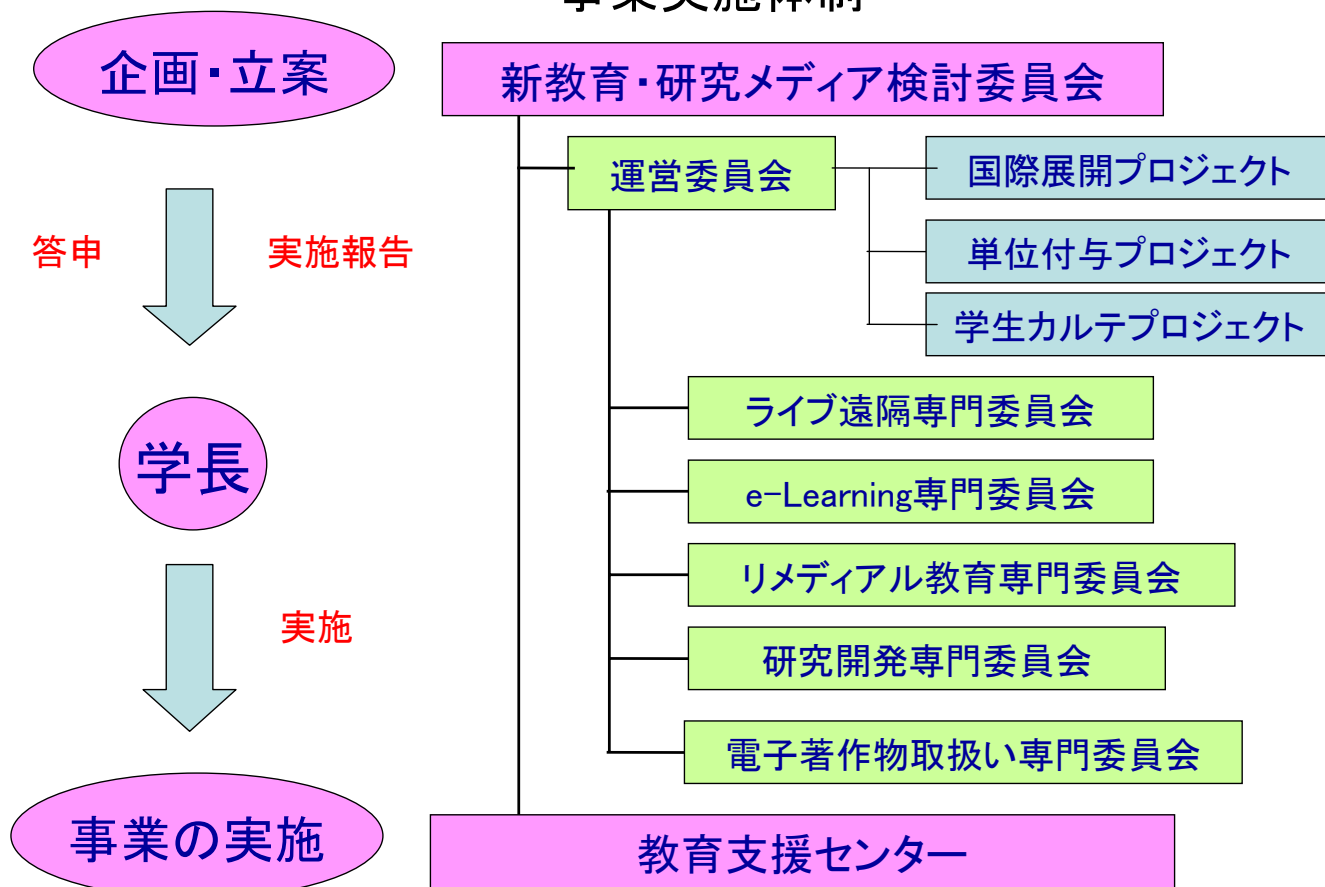 事業実施体制
企画・立案
新教育・研究メディア検討委員会
運営委員会
国際展開プロジェクト
答申
実施報告
単位付与プロジェクト
学生カルテプロジェクト
ライブ遠隔専門委員会
学長
e-Learning専門委員会
リメディアル教育専門委員会
実施
研究開発専門委員会
電子著作物取扱い専門委員会
事業の実施
教育支援センター